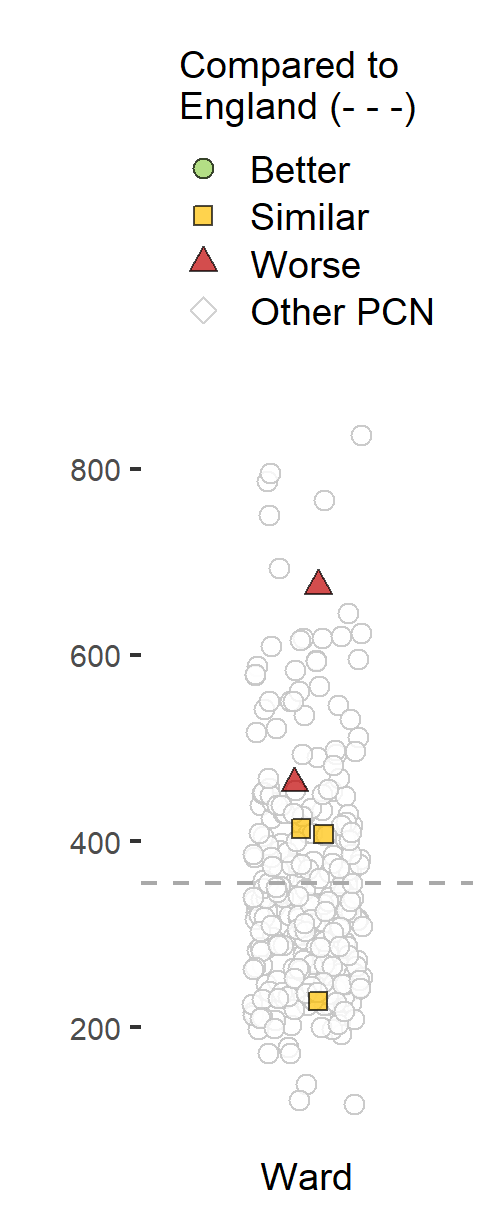 Compared to
England (- - -)
Better
Similar
Worse
Other PCN
800
600
400
200
Ward